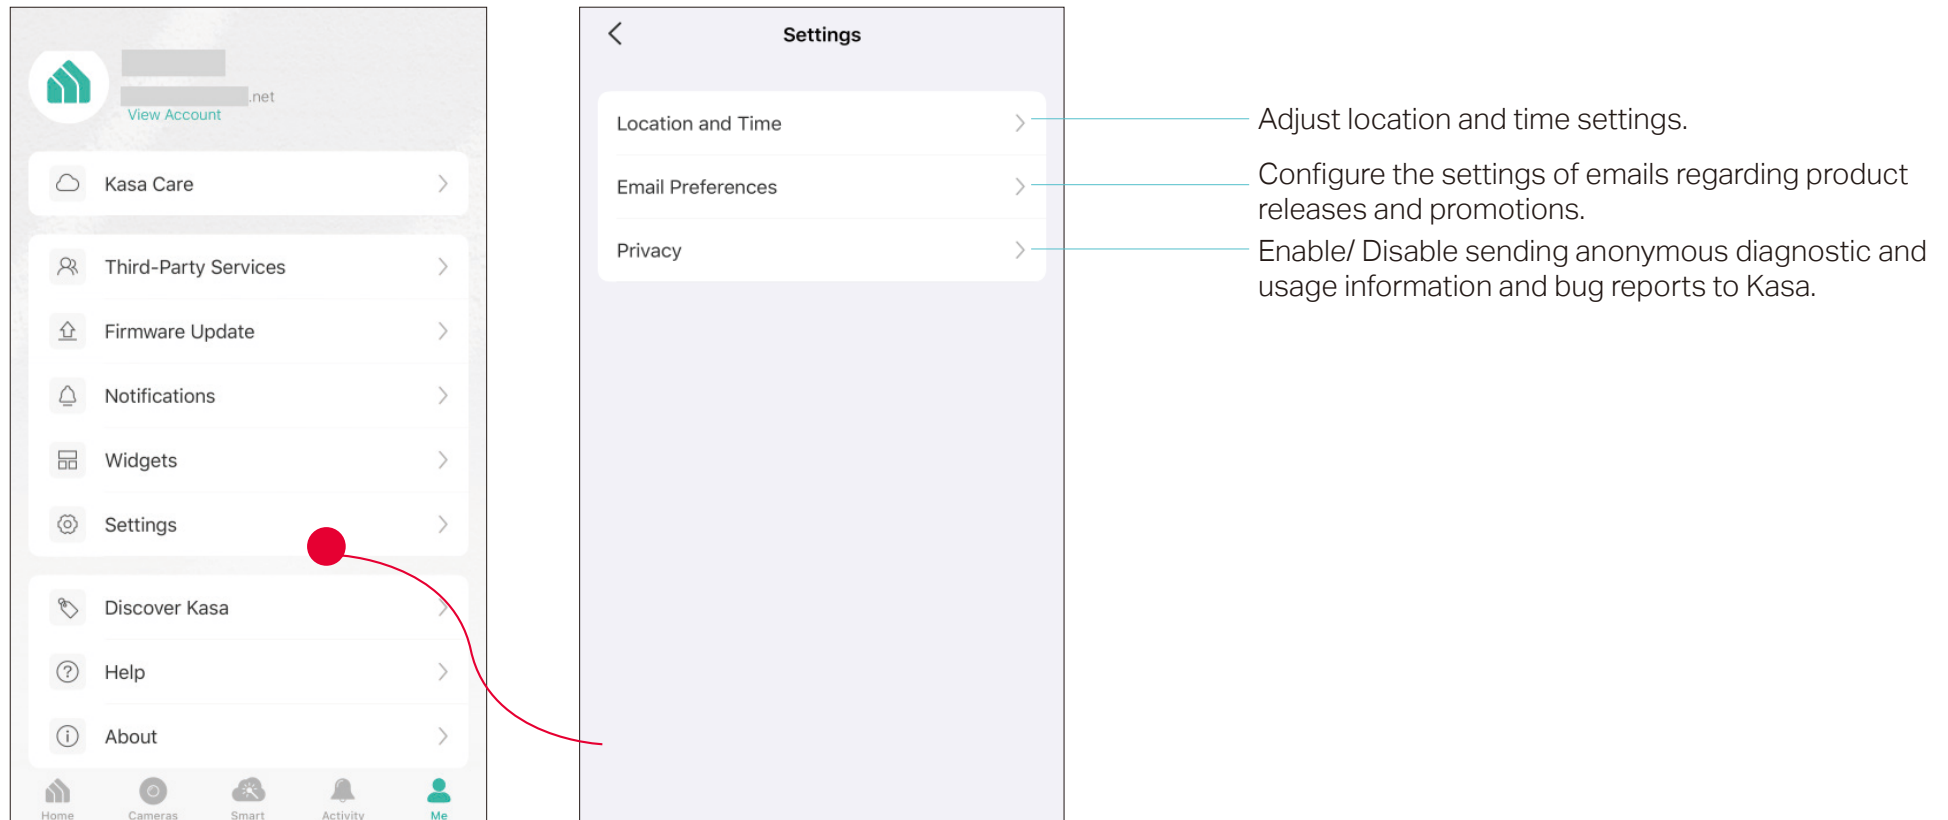 .net
View Account
Kasa Care
Third-Party Services
Firmware Update
Notifications
Widgets
Settings
Discover Kasa
Help
About
Home
Cameras
Smart
Activity
Me
Settings
Location and Time
Email Preferences
Privacy
Adjust location and time settings.
Configure the settings of emails regarding product
releases and promotions.
Enable/ Disable sending anonymous diagnostic and
usage information and bug reports to Kasa.